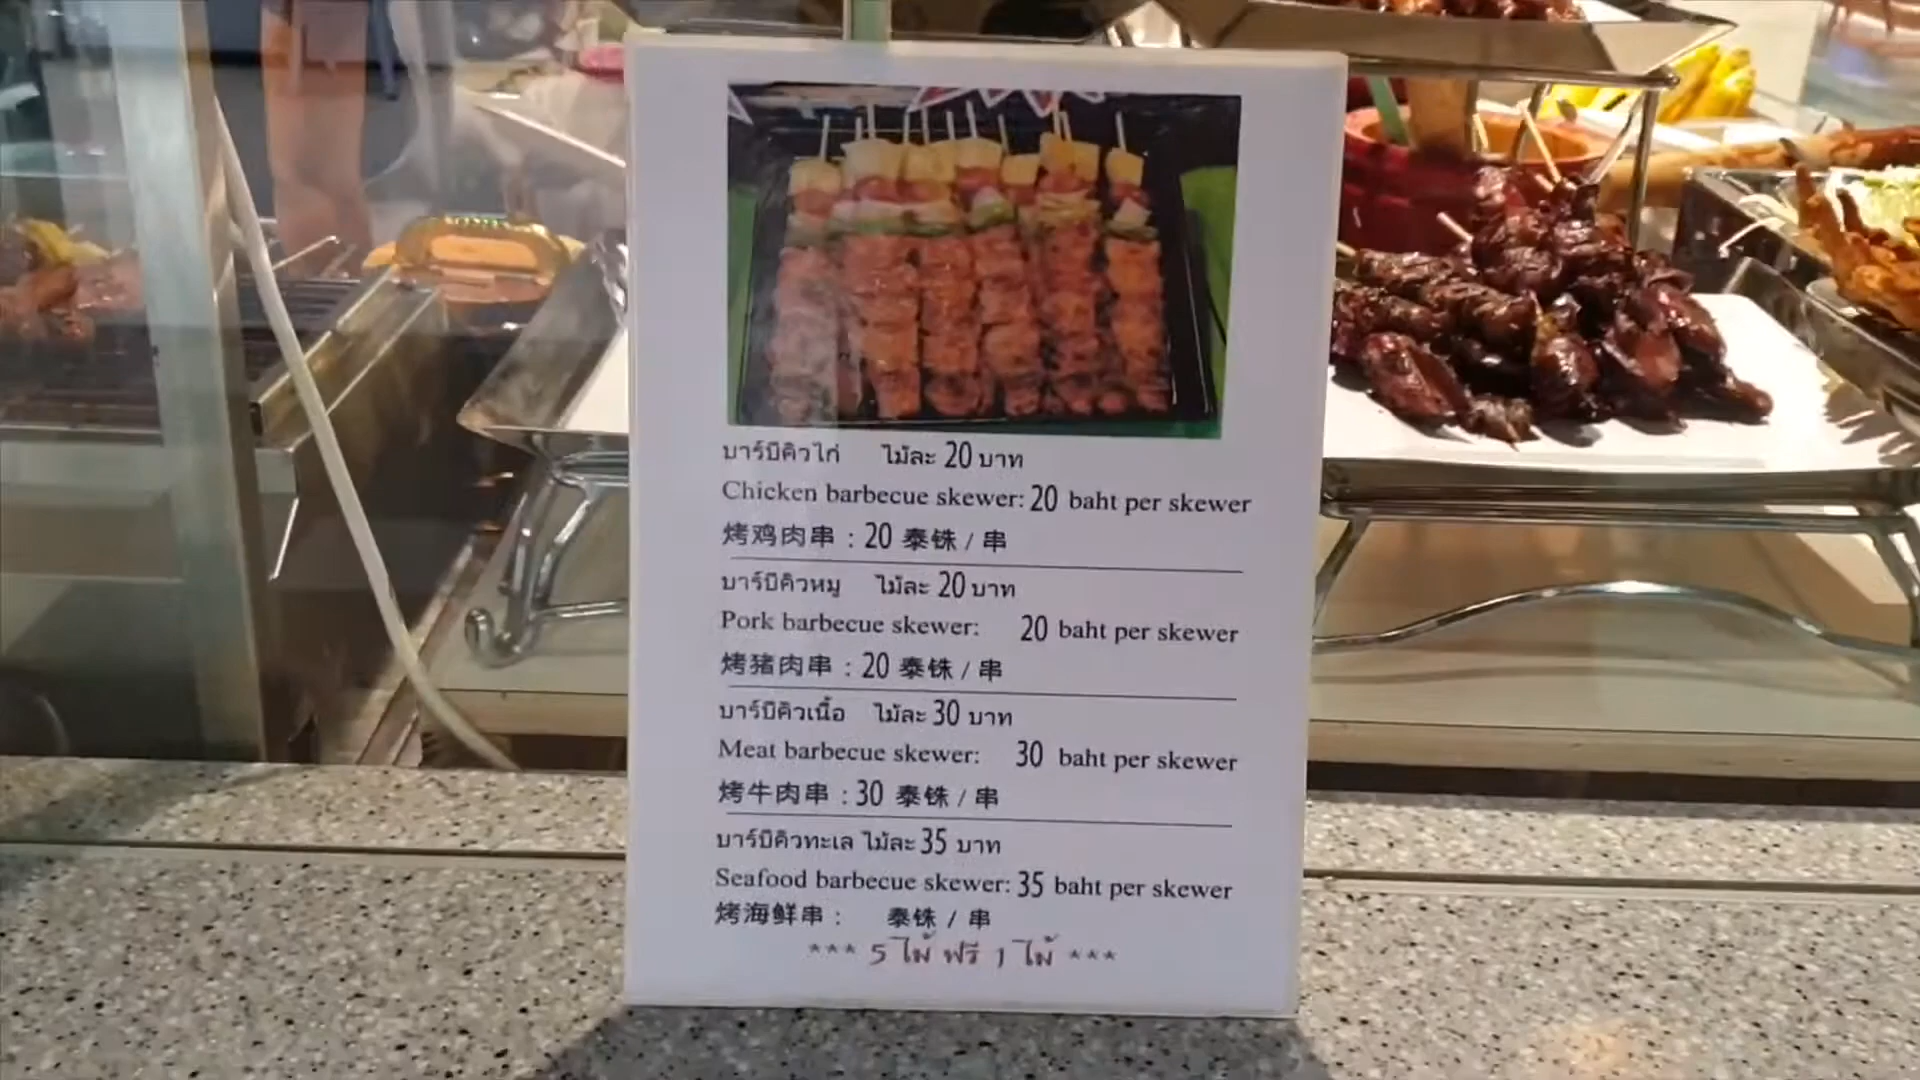 บาร์บีคิวไก่ ไม้ละ 20 บาท
Chicken barbecue skewer: 20 baht per skewer
烤鸡肉串 : 20 泰铢 / 串
บาร์บีคิวหมู ไม้ละ 20 บาท
Pork barbecue skewer: 20 baht per skewer
烤猪肉串 : 20 泰铢 / 串
บาร์บีคิวเนื้อ ไม้ละ 30 บาท
Meat barbecue skewer: 30 baht per skewer
烤牛肉串 : 30 泰铢 / 串
บาร์บีคิวทะเล ไม้ละ 35 บาท
Seafood barbecue skewer: 35 baht per skewer
烤海鲜串 : 泰铢 / 串
*** 5 ไม้ ฟรี 1 ไม้ ***